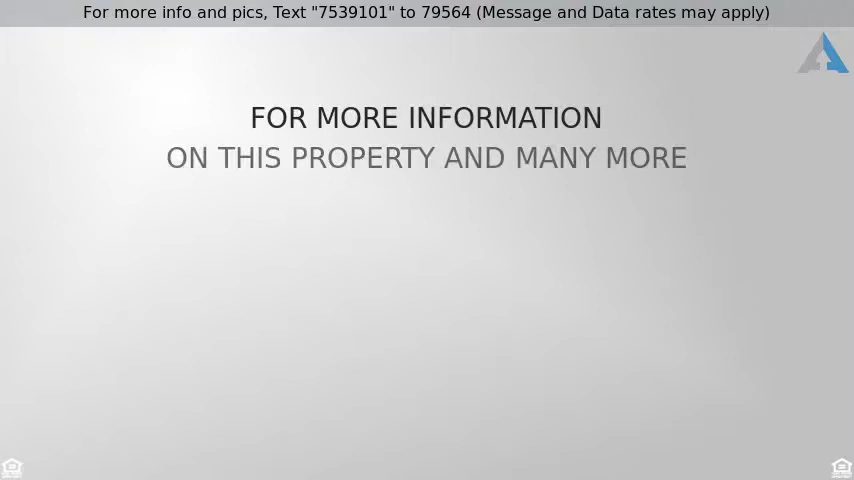 For more info and pics, Text "7539101" to 79564 (Message and Data rates may apply)
FOR MORE INFORMATION
ON THIS PROPERTY AND MANY MORE